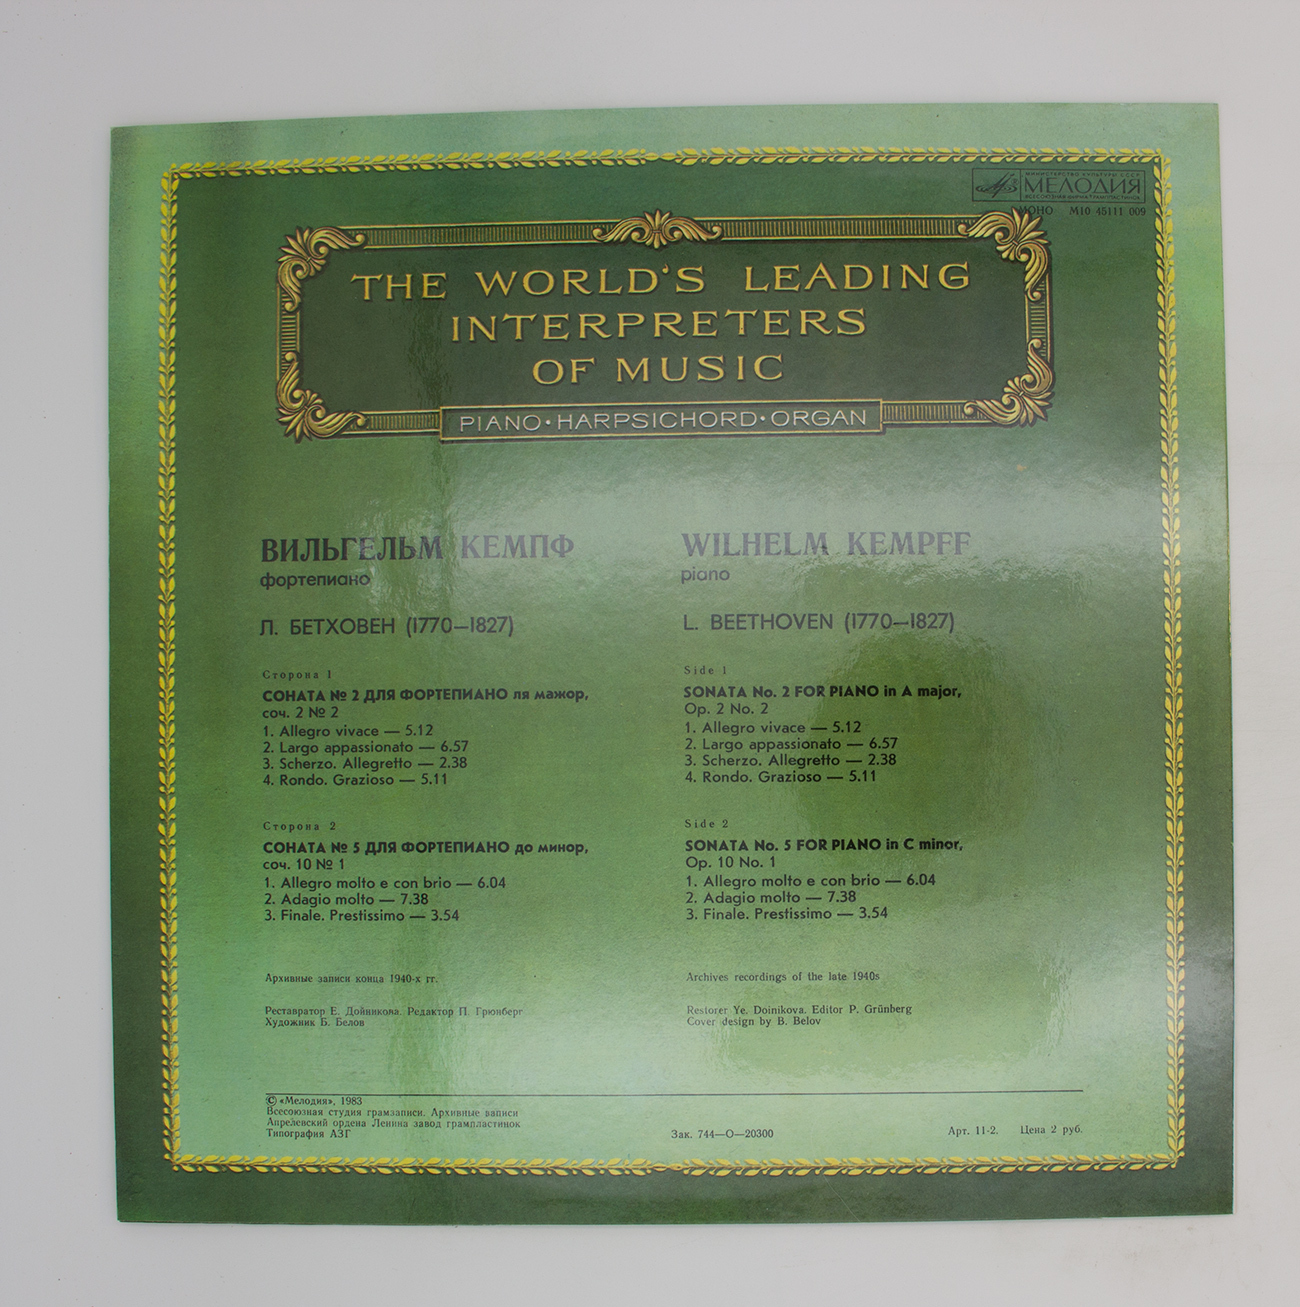 МИНИСТЕРСТВО КУЛЬТУРЫ СССР
МЕЛОДИЯ
ВСЕСОЮЗНАЯ ФИРМА ГРАМПЛАСТИНОК
МОНО М10 45111 009
THE WORLD'S LEADING
INTERPRETERS
OF MUSIC
PIANO·HARPSICHORD·ORGAN
ВИЛЬГЕЛЬМ КЕМПФ
фортепиано
Л. БЕТХОВЕН (1770—1827)
Сторона 1
СОНАТА № 2 ДЛЯ ФОРТЕПИАНО ля мажор,
соч. 2 № 2
1. Allegro vivace — 5.12
2. Largo appassionato — 6.57
3. Scherzo. Allegretto — 2.38
4. Rondo. Grazioso — 5.11
Сторона 2
СОНАТА № 5 ДЛЯ ФОРТЕПИАНО до минор,
соч. 10 № 1
1. Allegro molto e con brio — 6.04
2. Adagio molto — 7.38
3. Finale. Prestissimo — 3.54
Архивные записи конца 1940-х гг.
Реставратор Е. Дойникова. Редактор П. Грюнберг
Художник Б. Белов
WILHELM KEMPFF
piano
L. BEETHOVEN (1770—1827)
Side 1
SONATA No. 2 FOR PIANO in A major,
Op. 2 No. 2
1. Allegro vivace — 5.12
2. Largo appassionato — 6.57
3. Scherzo. Allegretto — 2.38
4. Rondo. Grazioso — 5.11
Side 2
SONATA No. 5 FOR PIANO in C minor,
Op. 10 No. 1
1. Allegro molto e con brio — 6.04
2. Adagio molto — 7.38
3. Finale. Prestissimo — 3.54
Archives recordings of the late 1940s
Restorer Ye. Doinikova. Editor P. Grünberg
Cover design by B. Belov
© «Мелодия», 1983
Всесоюзная студия грамзаписи. Архивные записи
Апрелевский ордена Ленина завод грампластинок
Типография АЗГ
Зак. 744—О—20300
Арт. 11-2. Цена 2 руб.